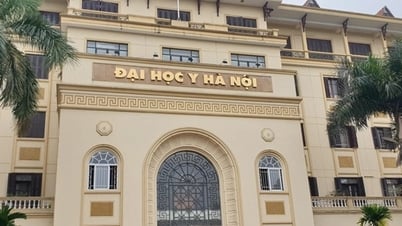 ĐẠI HỌC Y HÀ NỘI